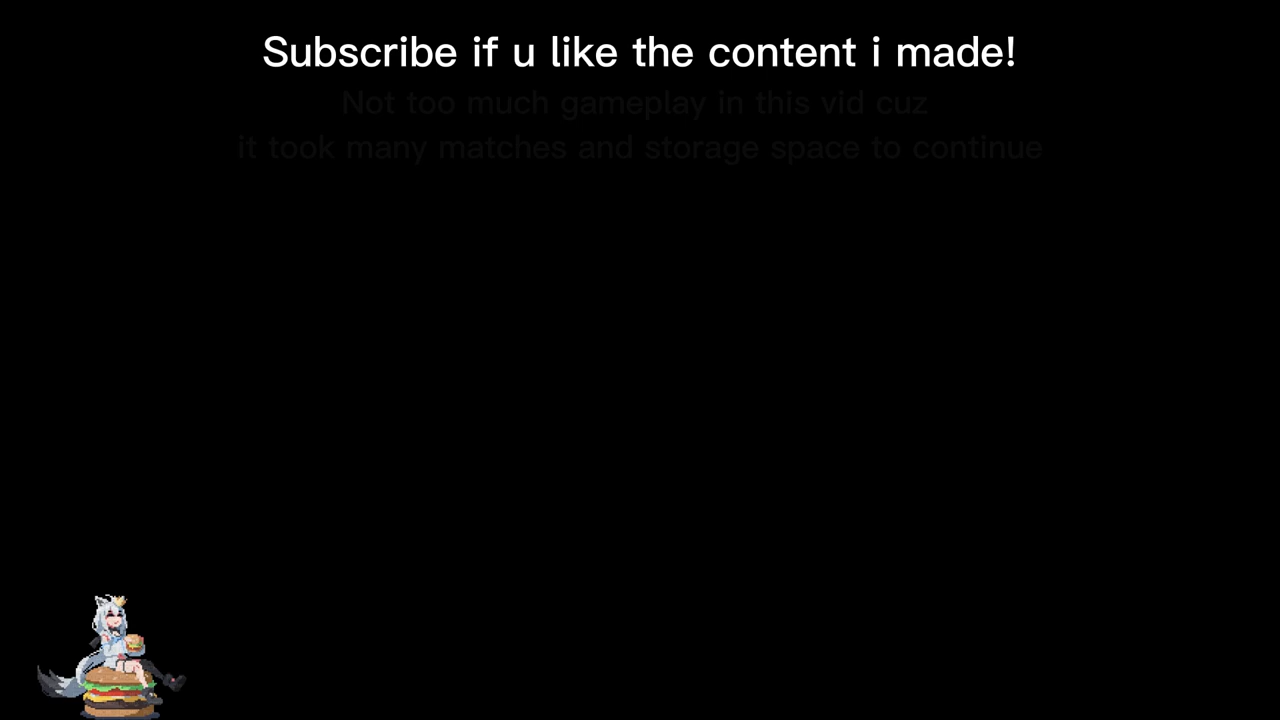 Subscribe if u like the content i made!
Not too much gameplay in this vid cuz
it took many matches and storage space to continue